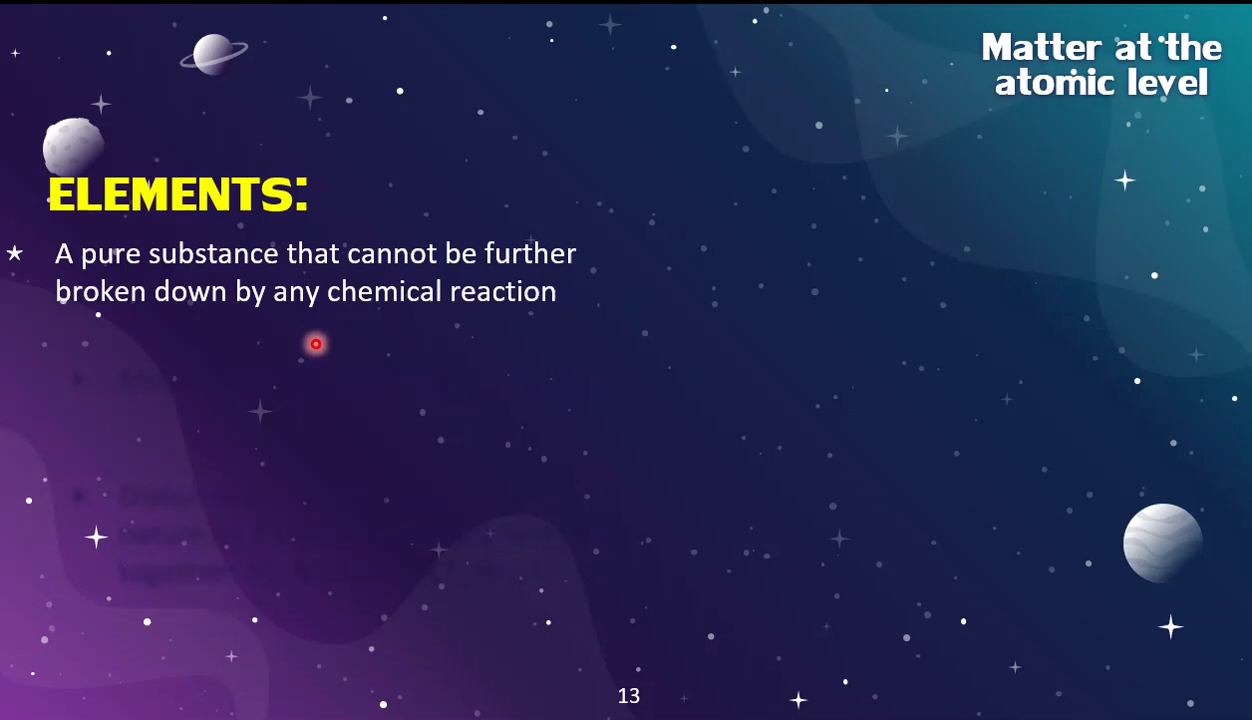 Matter at the
atomic level
ELEMENTS:
★ A pure substance that cannot be further
broken down by any chemical reaction
13